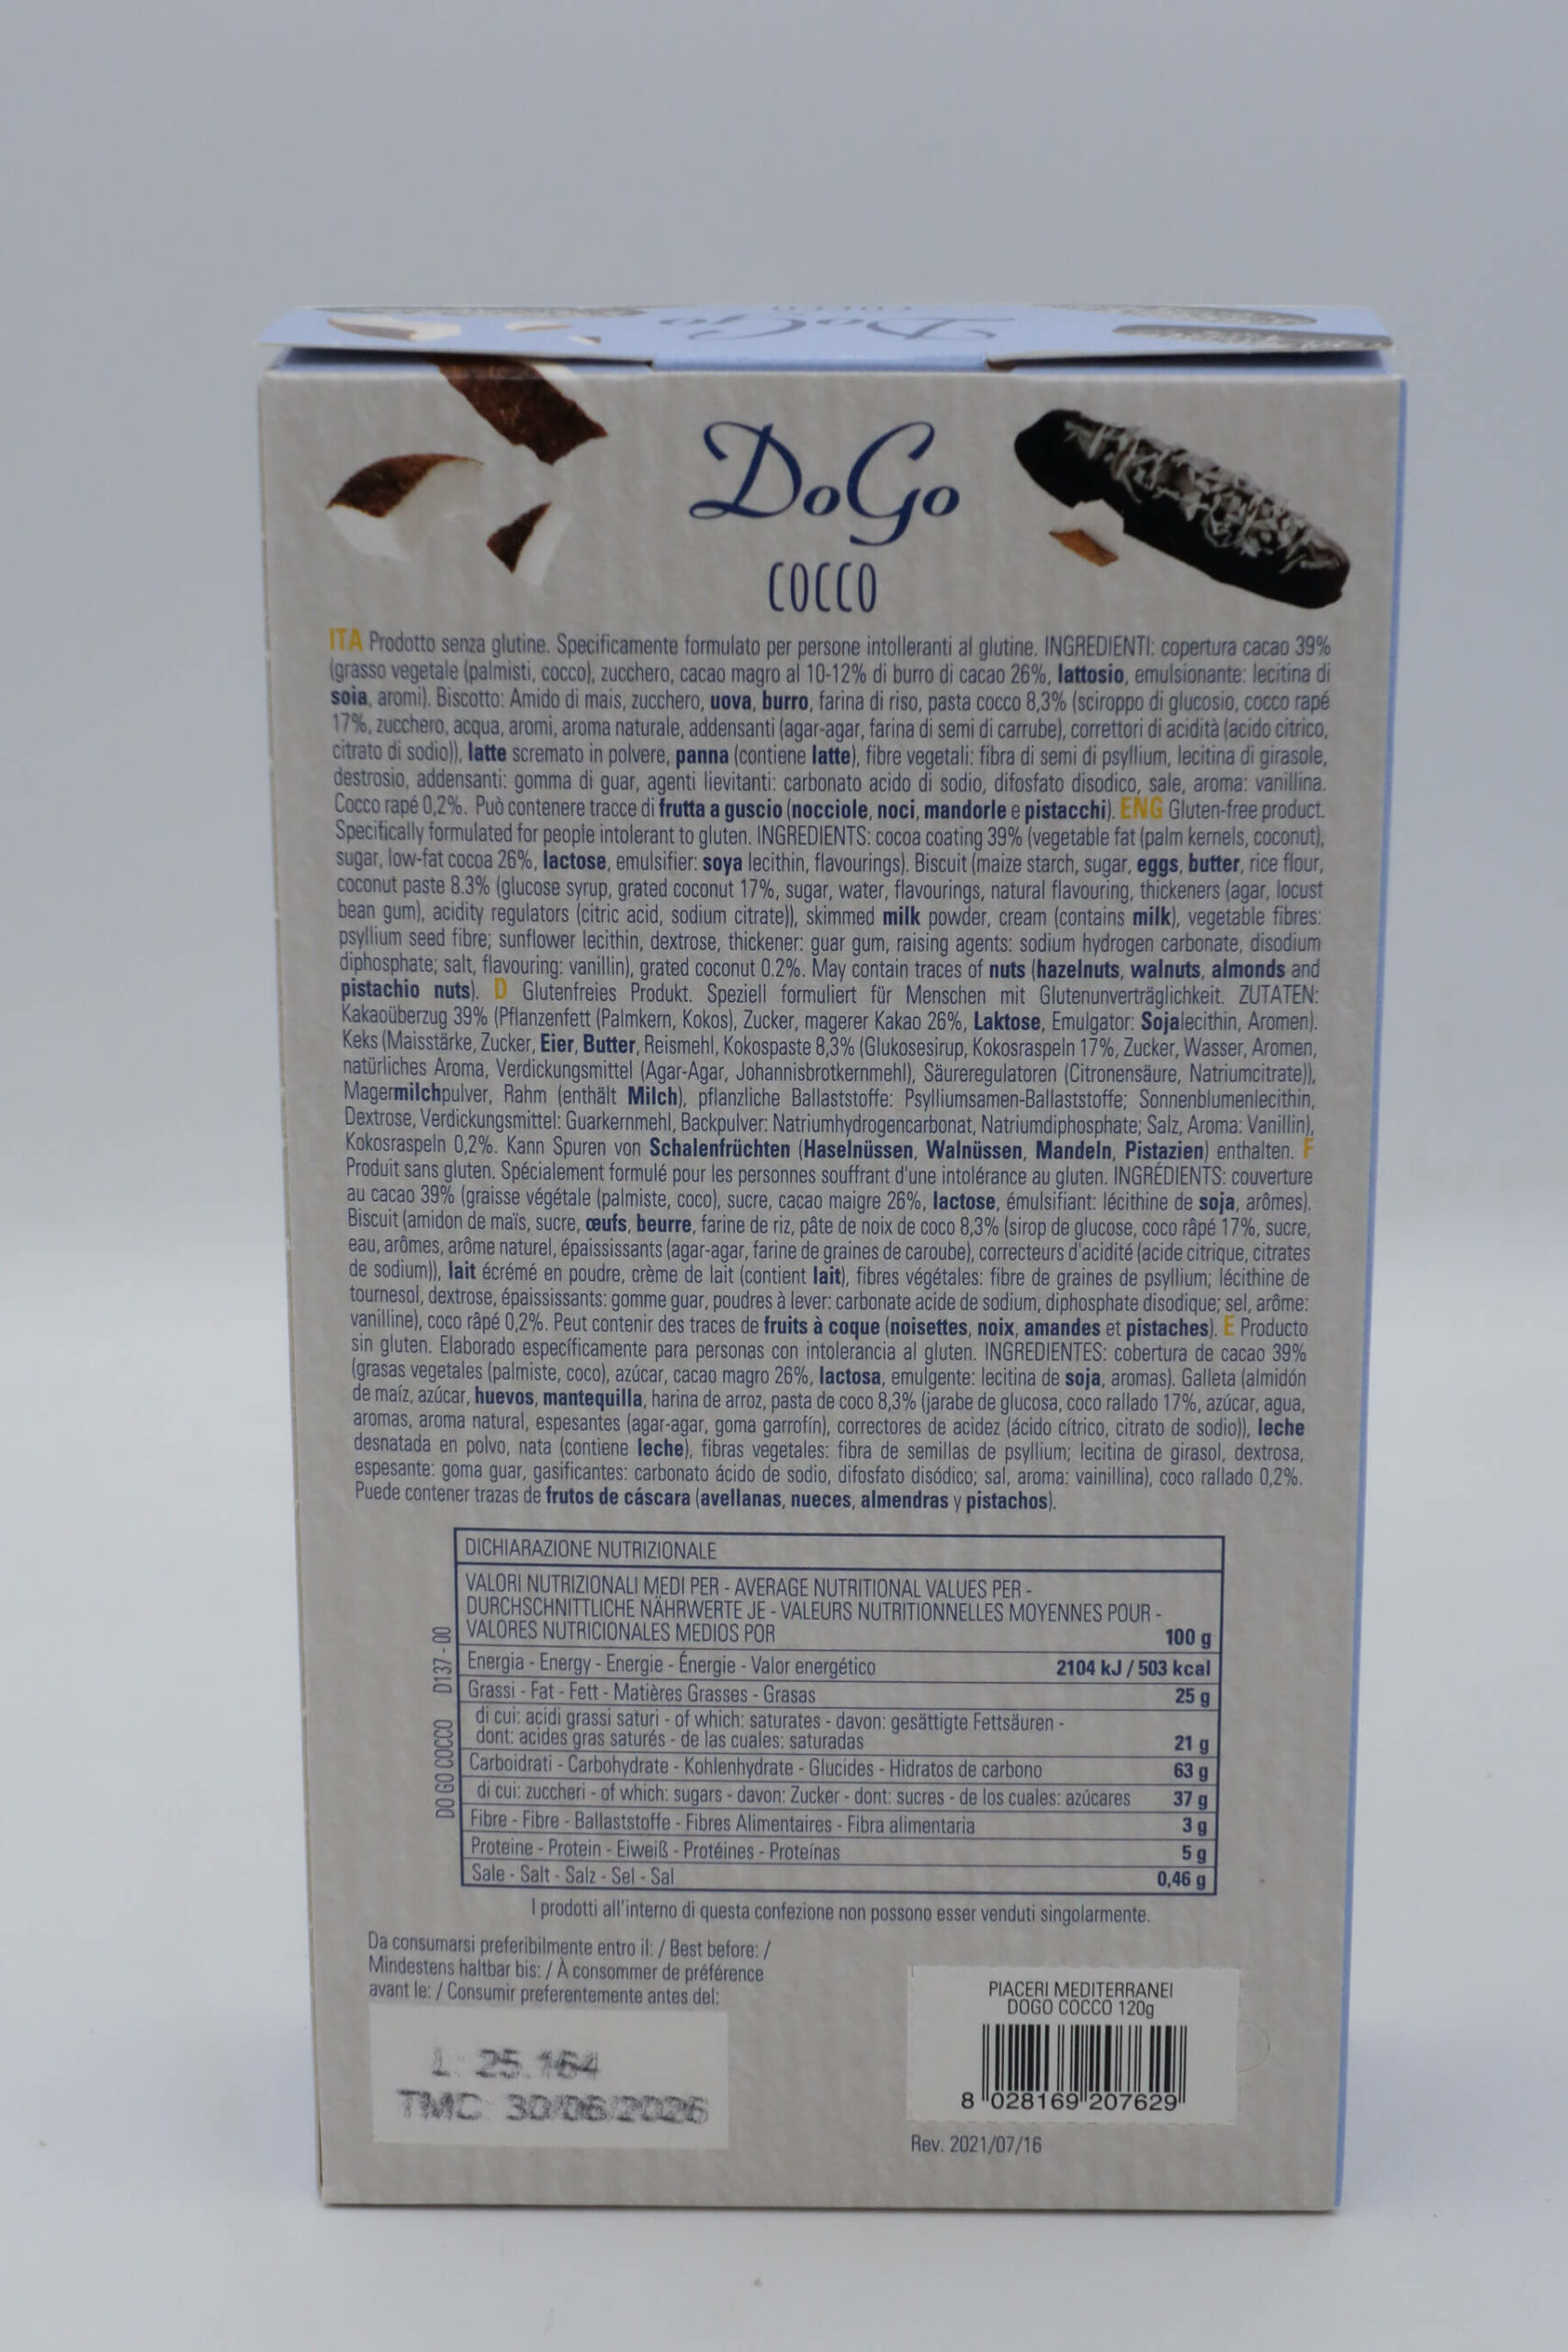 DoGo
COCCO
ITA Prodotto senza glutine. Specificamente formulato per persone intolleranti al glutine. INGREDIENTI: copertura cacao 39%
(grasso vegetale (palmisti, cocco), zucchero, cacao magro al 10-12% di burro di cacao 26%, lattosio, emulsionante: lecitina di
soia, aromi). Biscotto: Amido di mais, zucchero, uova, burro, farina di riso, pasta cocco 8,3% (sciroppo di glucosio, cocco rapé
17%, zucchero, acqua, aromi, aroma naturale, addensanti (agar-agar, farina di semi di carrube), correttori di acidità (acido citrico,
citrato di sodio)), latte scremato in polvere, panna (contiene latte), fibre vegetali: fibra di semi di psyllium, lecitina di girasole,
destrosio, addensanti: gomma di guar, agenti lievitanti: carbonato acido di sodio, difosfato disodico, sale, aroma: vanillina.
Cocco rapé 0,2%. Può contenere tracce di frutta a guscio (nocciole, noci, mandorle e pistacchi). ENG Gluten-free product.
Specifically formulated for people intolerant to gluten. INGREDIENTS: cocoa coating 39% (vegetable fat (palm kernels, coconut),
sugar, low-fat cocoa 26%, lactose, emulsifier: soya lecithin, flavourings). Biscuit (maize starch, sugar, eggs, butter, rice flour,
coconut paste 8.3% (glucose syrup, grated coconut 17%, sugar, water, flavourings, natural flavouring, thickeners (agar, locust
bean gum), acidity regulators (citric acid, sodium citrate)), skimmed milk powder, cream (contains milk), vegetable fibres:
psyllium seed fibre; sunflower lecithin, dextrose, thickener: guar gum, raising agents: sodium hydrogen carbonate, disodium
diphosphate; salt, flavouring: vanillin), grated coconut 0.2%. May contain traces of nuts (hazelnuts, walnuts, almonds and
pistachio nuts). D Glutenfreies Produkt. Speziell formuliert für Menschen mit Glutenunverträglichkeit. ZUTATEN:
Kakaoüberzug 39% (Pflanzenfett (Palmkern, Kokos), Zucker, magerer Kakao 26%, Laktose, Emulgator: Sojalecithin, Aromen).
Keks (Maisstärke, Zucker, Eier, Butter, Reismehl, Kokospaste 8,3% (Glukosesirup, Kokosraspeln 17%, Zucker, Wasser, Aromen,
natürliches Aroma, Verdickungsmittel (Agar-Agar, Johannisbrotkernmehl), Säureregulatoren (Citronensäure, Natriumcitrate)),
Magermilchpulver, Rahm (enthält Milch), pflanzliche Ballaststoffe: Psylliumsamen-Ballaststoffe; Sonnenblumenlecithin,
Dextrose, Verdickungsmittel: Guarkernmehl, Backpulver: Natriumhydrogencarbonat, Natriumdiphosphate; Salz, Aroma: Vanillin),
Kokosraspeln 0,2%. Kann Spuren von Schalenfrüchten (Haselnüssen, Walnüssen, Mandeln, Pistazien) enthalten. F
Produit sans gluten. Spécialement formulé pour les personnes souffrant d'une intolérance au gluten. INGRÉDIENTS: couverture
au cacao 39% (graisse végétale (palmiste, coco), sucre, cacao maigre 26%, lactose, émulsifiant: lécithine de soja, arômes).
Biscuit (amidon de maïs, sucre, œufs, beurre, farine de riz, pâte de noix de coco 8,3% (sirop de glucose, coco râpé 17%, sucre,
eau, arômes, arôme naturel, épaississants (agar-agar, farine de graines de caroube), correcteurs d'acidité (acide citrique, citrates
de sodium)), lait écrémé en poudre, crème de lait (contient lait), fibres végétales: fibre de graines de psyllium; lécithine de
tournesol, dextrose, épaississants: gomme guar, poudres à lever: carbonate acide de sodium, diphosphate disodique; sel, arôme:
vanilline), coco râpé 0,2%. Peut contenir des traces de fruits à coque (noisettes, noix, amandes et pistaches). E Producto
sin gluten. Elaborado específicamente para personas con intolerancia al gluten. INGREDIENTES: cobertura de cacao 39%
(grasas vegetales (palmiste, coco), azúcar, cacao magro 26%, lactosa, emulgente: lecitina de soja, aromas). Galleta (almidón
de maíz, azúcar, huevos, mantequilla, harina de arroz, pasta de coco 8,3% (jarabe de glucosa, coco rallado 17%, azúcar, agua,
aromas, aroma natural, espesantes (agar-agar, goma garrofín), correctores de acidez (ácido cítrico, citrato de sodio)), leche
desnatada en polvo, nata (contiene leche), fibras vegetales: fibra de semillas de psyllium; lecitina de girasol, dextrosa,
espesante: goma guar, gasificantes: carbonato ácido de sodio, difosfato disódico; sal, aroma: vainillina), coco rallado 0,2%.
Puede contener trazas de frutos de cáscara (avellanas, nueces, almendras y pistachos).
DICHIARAZIONE NUTRIZIONALE
VALORI NUTRIZIONALI MEDI PER - AVERAGE NUTRITIONAL VALUES PER -
DURCHSCHNITTLICHE NÄHRWERTE JE - VALEURS NUTRITIONNELLES MOYENNES POUR -
VALORES NUTRICIONALES MEDIOS POR 100 g
Energia - Energy - Energie - Énergie - Valor energético 2104 kJ / 503 kcal
Grassi - Fat - Fett - Matières Grasses - Grasas 25 g
di cui: acidi grassi saturi - of which: saturates - davon: gesättigte Fettsäuren -
dont: acides gras saturés - de las cuales: saturadas 21 g
Carboidrati - Carbohydrate - Kohlenhydrate - Glucides - Hidratos de carbono 63 g
di cui: zuccheri - of which: sugars - davon: Zucker - dont: sucres - de los cuales: azúcares 37 g
Fibre - Fibre - Ballaststoffe - Fibres Alimentaires - Fibra alimentaria 3 g
Proteine - Protein - Eiweiß - Protéines - Proteínas 5 g
Sale - Salt - Salz - Sel - Sal 0,46 g
DO GO COCCO D137 - 00
I prodotti all'interno di questa confezione non possono esser venduti singolarmente.
Da consumarsi preferibilmente entro il: / Best before: /
Mindestens haltbar bis: / À consommer de préférence
avant le: / Consumir preferentemente antes del:
L: 25.164
TMC 30/06/2026
PIACERI MEDITERRANEI
DOGO COCCO 120g
8 028169 207629
Rev. 2021/07/16